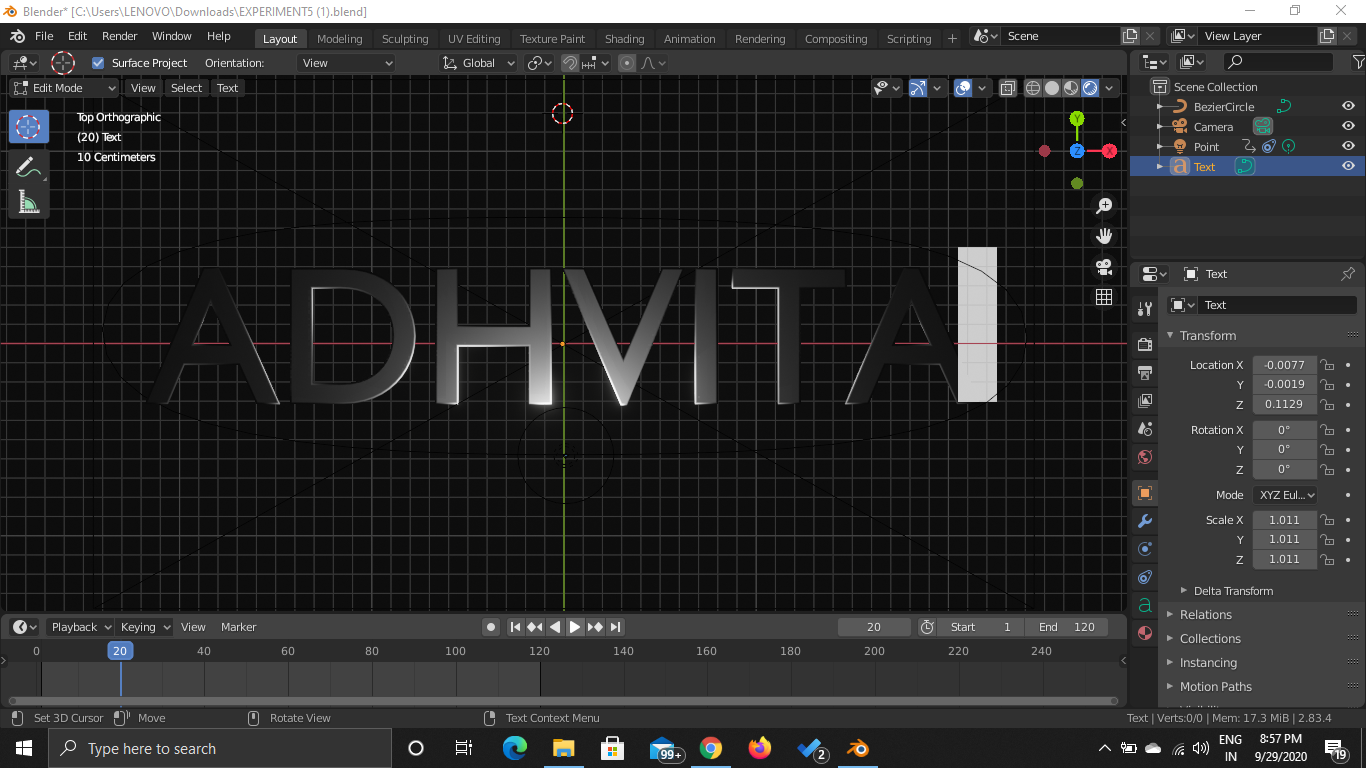 Blender* [C:\Users\LENOVO\Downloads\EXPERIMENT5 (1).blend]
File Edit Render Window Help Layout Modeling Sculpting UV Editing Texture Paint Shading Animation Rendering Compositing Scripting + Scene View Layer
Surface Project Orientation: View Global
Edit Mode View Select Text
Top Orthographic
(20) Text
10 Centimeters
Y
Z
X
ADHVITA
Scene Collection
BezierCircle
Camera
Point
Text
Text
Text
Transform
Location X -0.0077
Y -0.0019
Z 0.1129
Rotation X 0°
Y 0°
Z 0°
Mode XYZ Eul...
Scale X 1.011
Y 1.011
Z 1.011
Delta Transform
Relations
Collections
Instancing
Motion Paths
Playback Keying View Marker 20 Start 1 End 120
0 20 40 60 80 100 120 140 160 180 200 220 240
Set 3D Cursor Move Rotate View Text Context Menu Text | Verts:0/0 | Mem: 17.3 MiB | 2.83.4
Type here to search 99+ 2 ENG 8:57 PM
IN 9/29/2020 19